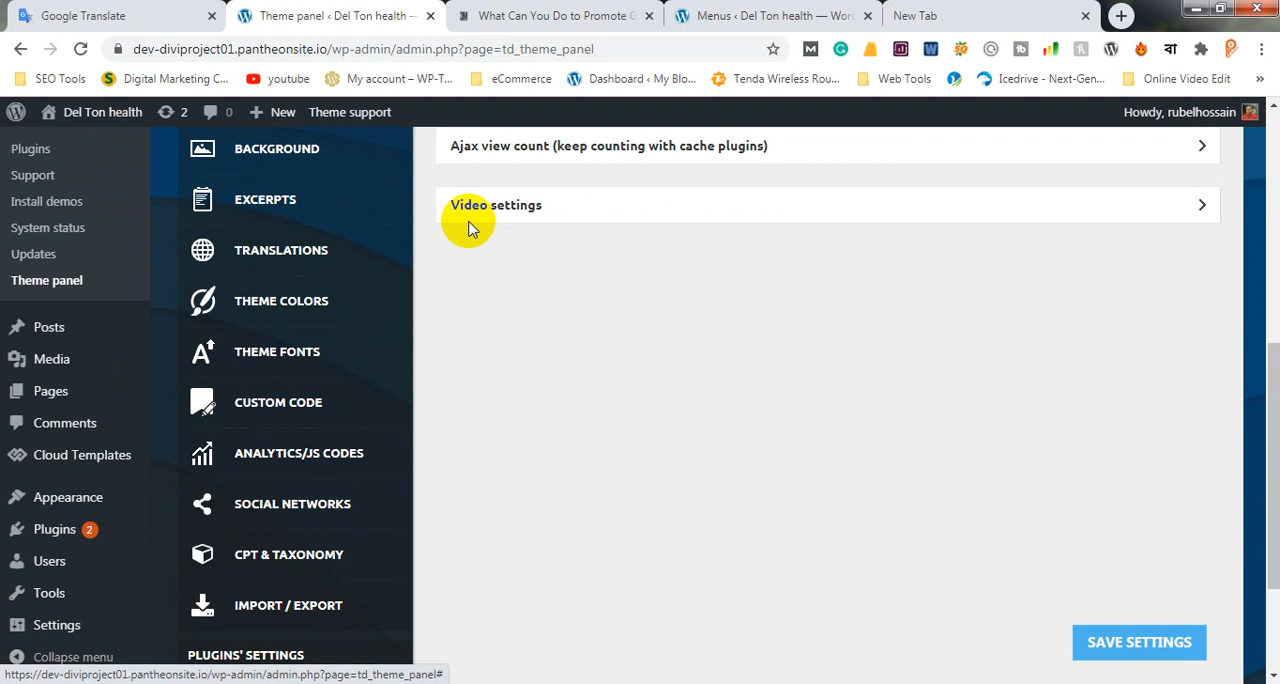 Google Translate
Theme panel ‹ Del Ton health —
What Can You Do to Promote G
Menus ‹ Del Ton health — Wor
New Tab
dev-diviproject01.pantheonsite.io/wp-admin/admin.php?page=td_theme_panel
SEO Tools
Digital Marketing C...
youtube
My account – WP-T...
eCommerce
Dashboard ‹ My Blo...
Tenda Wireless Rou...
Web Tools
Icedrive - Next-Gen...
Online Video Edit
»
Del Ton health
2
0
New
Theme support
Howdy, rubelhossain
Plugins
Support
Install demos
System status
Updates
Theme panel
Posts
Media
Pages
Comments
Cloud Templates
Appearance
Plugins 2
Users
Tools
Settings
Collapse menu
BACKGROUND
EXCERPTS
TRANSLATIONS
THEME COLORS
THEME FONTS
CUSTOM CODE
ANALYTICS/JS CODES
SOCIAL NETWORKS
CPT & TAXONOMY
IMPORT / EXPORT
PLUGINS' SETTINGS
Ajax view count (keep counting with cache plugins)
Video settings
SAVE SETTINGS
https://dev-diviproject01.pantheonsite.io/wp-admin/admin.php?page=td_theme_panel#